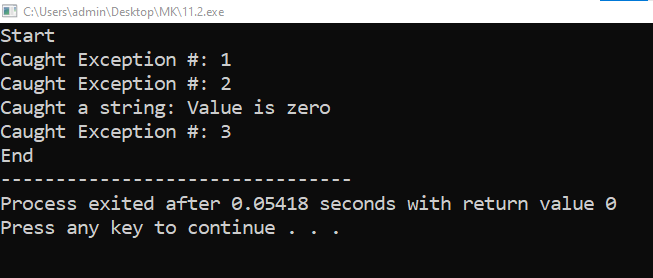 C:\Users\admin\Desktop\MK\11.2.exe
Start
Caught Exception #: 1
Caught Exception #: 2
Caught a string: Value is zero
Caught Exception #: 3
End
--------------------------------
Process exited after 0.05418 seconds with return value 0
Press any key to continue . . .